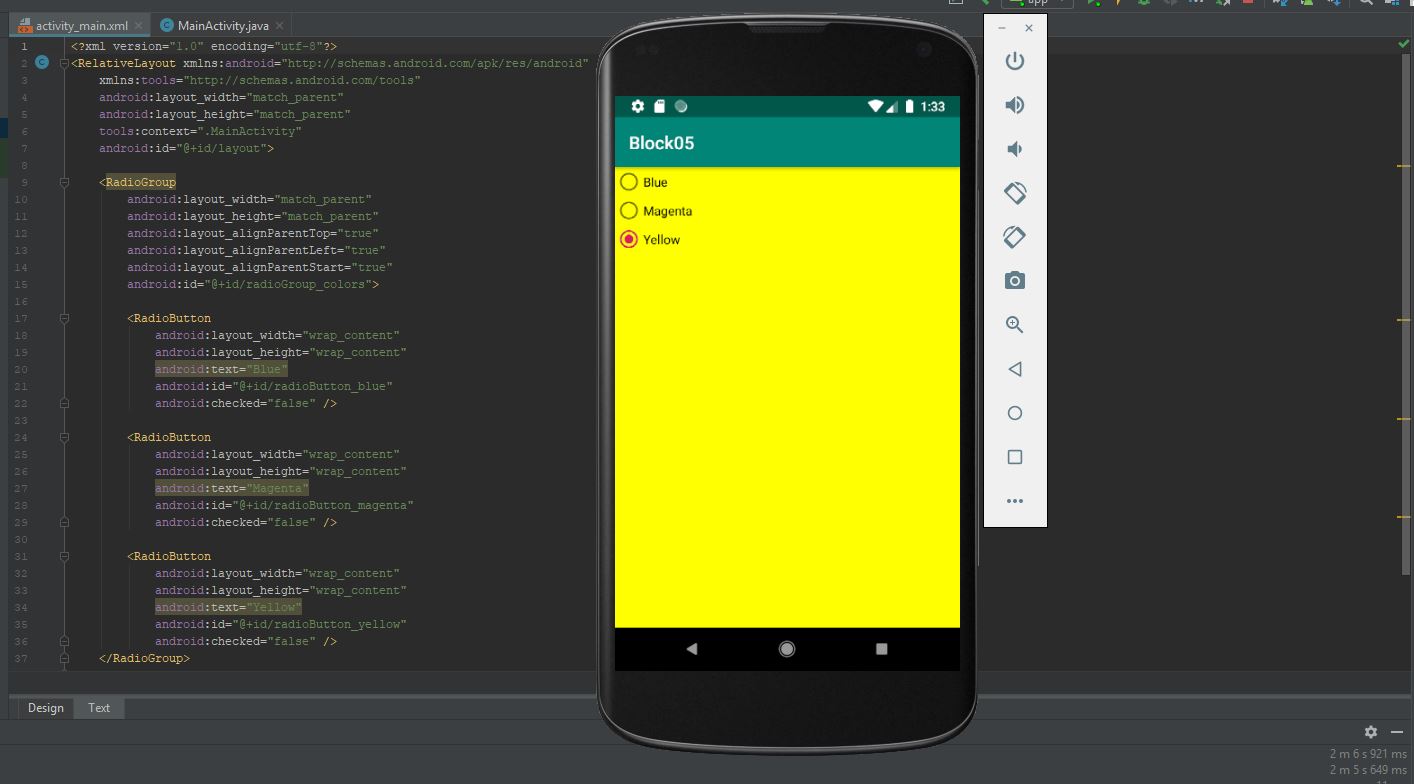 app
activity_main.xml
MainActivity.java
1 <?xml version="1.0" encoding="utf-8"?>
2 <RelativeLayout xmlns:android="http://schemas.android.com/apk/res/android"
3 xmlns:tools="http://schemas.android.com/tools"
4 android:layout_width="match_parent"
5 android:layout_height="match_parent"
6 tools:context=".MainActivity"
7 android:id="@+id/layout">
8
9 <RadioGroup
10 android:layout_width="match_parent"
11 android:layout_height="match_parent"
12 android:layout_alignParentTop="true"
13 android:layout_alignParentLeft="true"
14 android:layout_alignParentStart="true"
15 android:id="@+id/radioGroup_colors">
16
17 <RadioButton
18 android:layout_width="wrap_content"
19 android:layout_height="wrap_content"
20 android:text="Blue"
21 android:id="@+id/radioButton_blue"
22 android:checked="false" />
23
24 <RadioButton
25 android:layout_width="wrap_content"
26 android:layout_height="wrap_content"
27 android:text="Magenta"
28 android:id="@+id/radioButton_magenta"
29 android:checked="false" />
30
31 <RadioButton
32 android:layout_width="wrap_content"
33 android:layout_height="wrap_content"
34 android:text="Yellow"
35 android:id="@+id/radioButton_yellow"
36 android:checked="false" />
37 </RadioGroup>
Design
Text
1:33
Block05
Blue
Magenta
Yellow
2 m 6 s 921 ms
2 m 5 s 649 ms